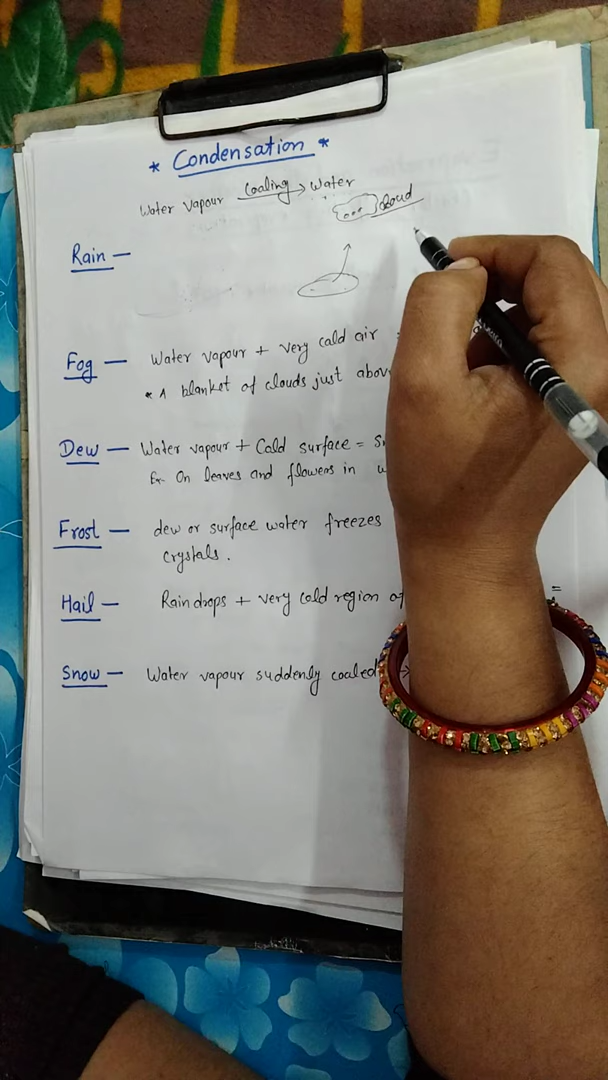 * Condensation *
Water Vapour Cooling → Water
Cloud
Rain —
Fog — Water vapour + very cold air
* A blanket of clouds just above
Dew — Water vapour + Cold surface =
Ex- On leaves and flowers in
Frost — dew or surface water freezes
crystals.
Hail — Rain drops + very cold region of =
Snow — Water vapour suddenly cooled →